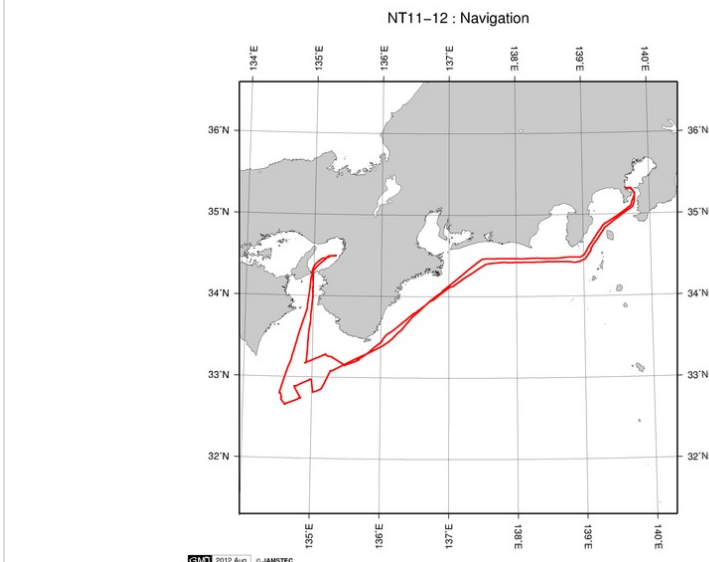 NT11−12 : Navigation
134˚E 135˚E 136˚E 137˚E 138˚E 139˚E 140˚E
36˚N 36˚N
35˚N 35˚N
34˚N 34˚N
33˚N 33˚N
32˚N 32˚N
135˚E 136˚E 137˚E 138˚E 139˚E 140˚E
GMD 2012 Aug © JAMSTEC